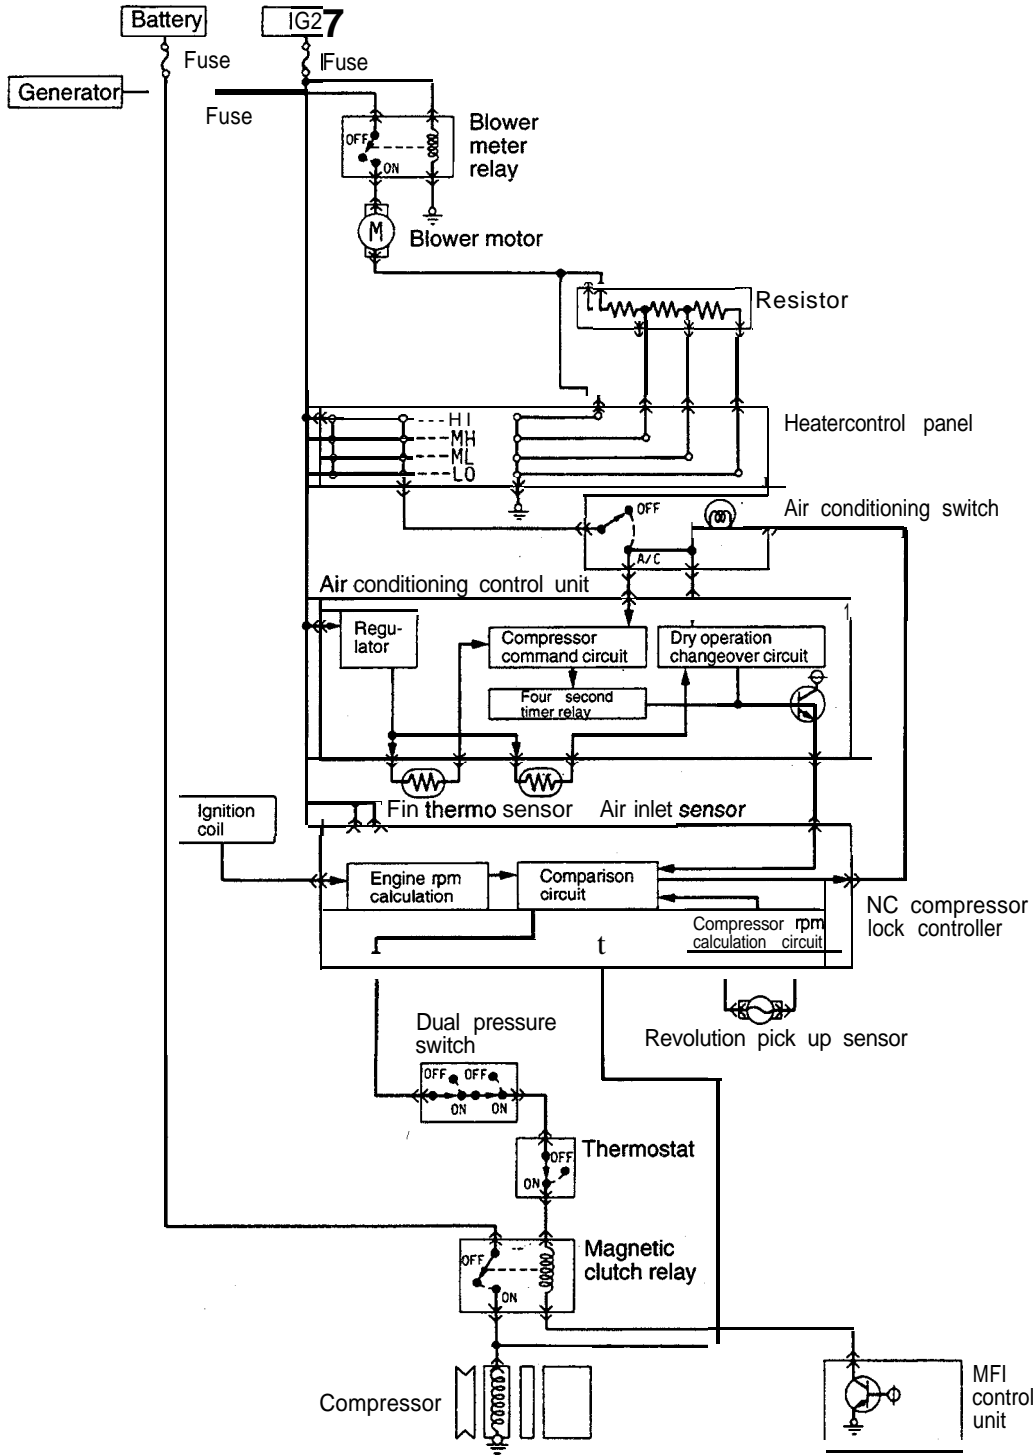 Battery
IG27
Fuse
Fuse
Generator
Fuse
OFF
ON
Blower
meter
relay
M
Blower motor
Resistor
HI
MH
ML
LO
Heatercontrol panel
OFF
A/C
Air conditioning switch
Air conditioning control unit
Regu-
lator
Compressor
command circuit
Dry operation
changeover circuit
Four second
timer relay
Fin thermo sensor
Air inlet sensor
Ignition
coil
Engine rpm
calculation
Comparison
circuit
Compressor rpm
calculation circuit
NC compressor
lock controller
t
Revolution pick up sensor
Dual pressure
switch
OFF OFF
ON ON
Thermostat
OFF
ON
Magnetic
clutch relay
OFF
ON
Compressor
MFI
control
unit